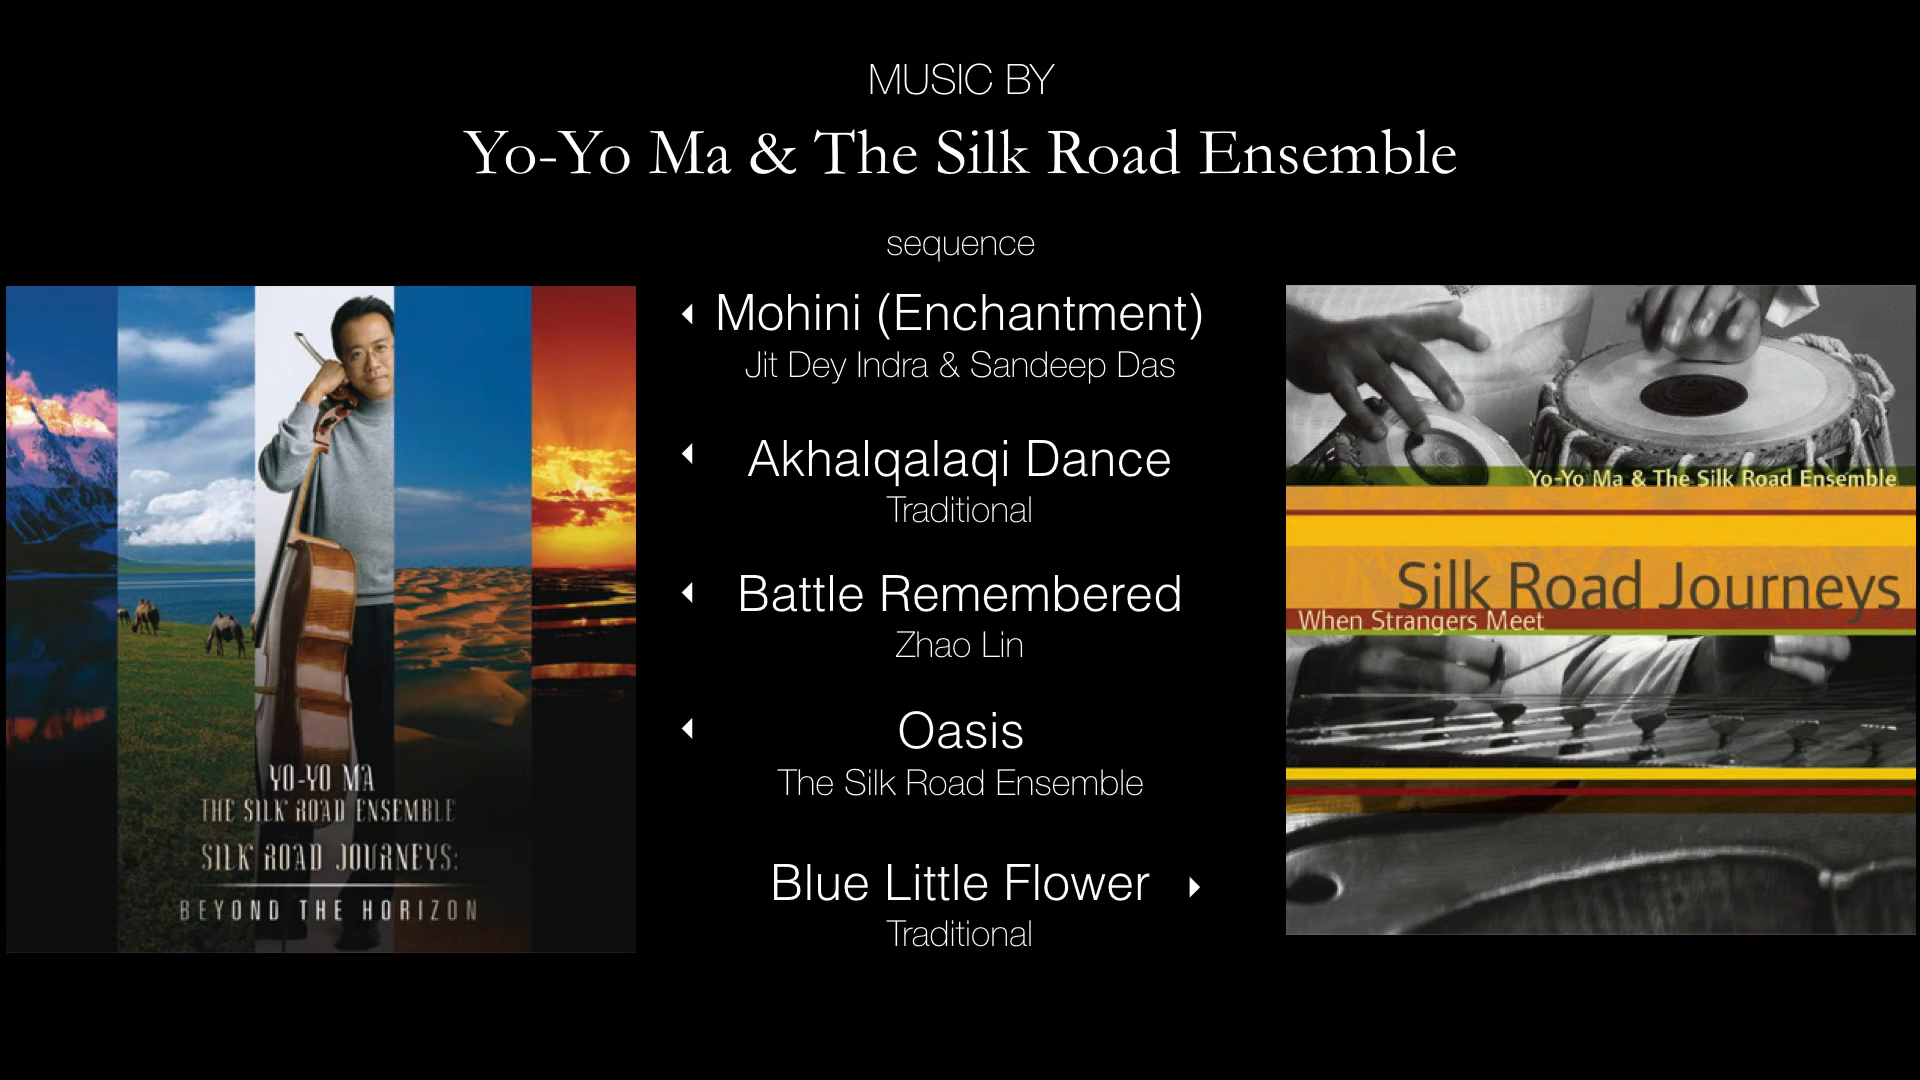 MUSIC BY
Yo-Yo Ma & The Silk Road Ensemble
sequence
Mohini (Enchantment)
Jit Dey Indra & Sandeep Das
Akhalqalaqi Dance
Traditional
Battle Remembered
Zhao Lin
Oasis
The Silk Road Ensemble
Blue Little Flower
Traditional
YO-YO MA
THE SILK ROAD ENSEMBLE
SILK ROAD JOURNEYS:
BEYOND THE HORIZON
Yo-Yo Ma & The Silk Road Ensemble
Silk Road Journeys
When Strangers Meet